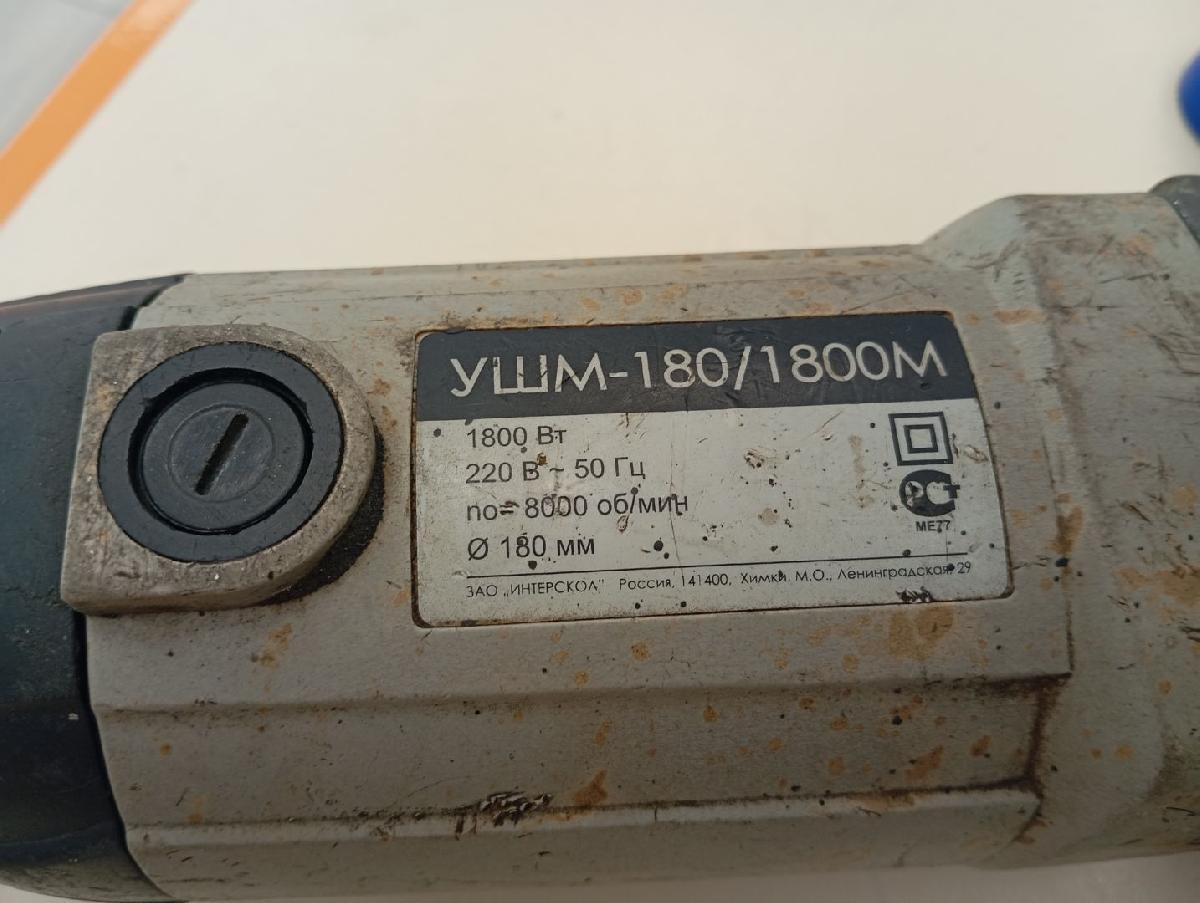 УШМ-180/1800М
1800 Вт
220 В ~ 50 Гц
no= 8000 об/мин
Ø 180 мм
РСТ
МЕ77
ЗАО „ИНТЕРСКОЛ" Россия, 141400, Химки, М.О., Ленинградская, 29